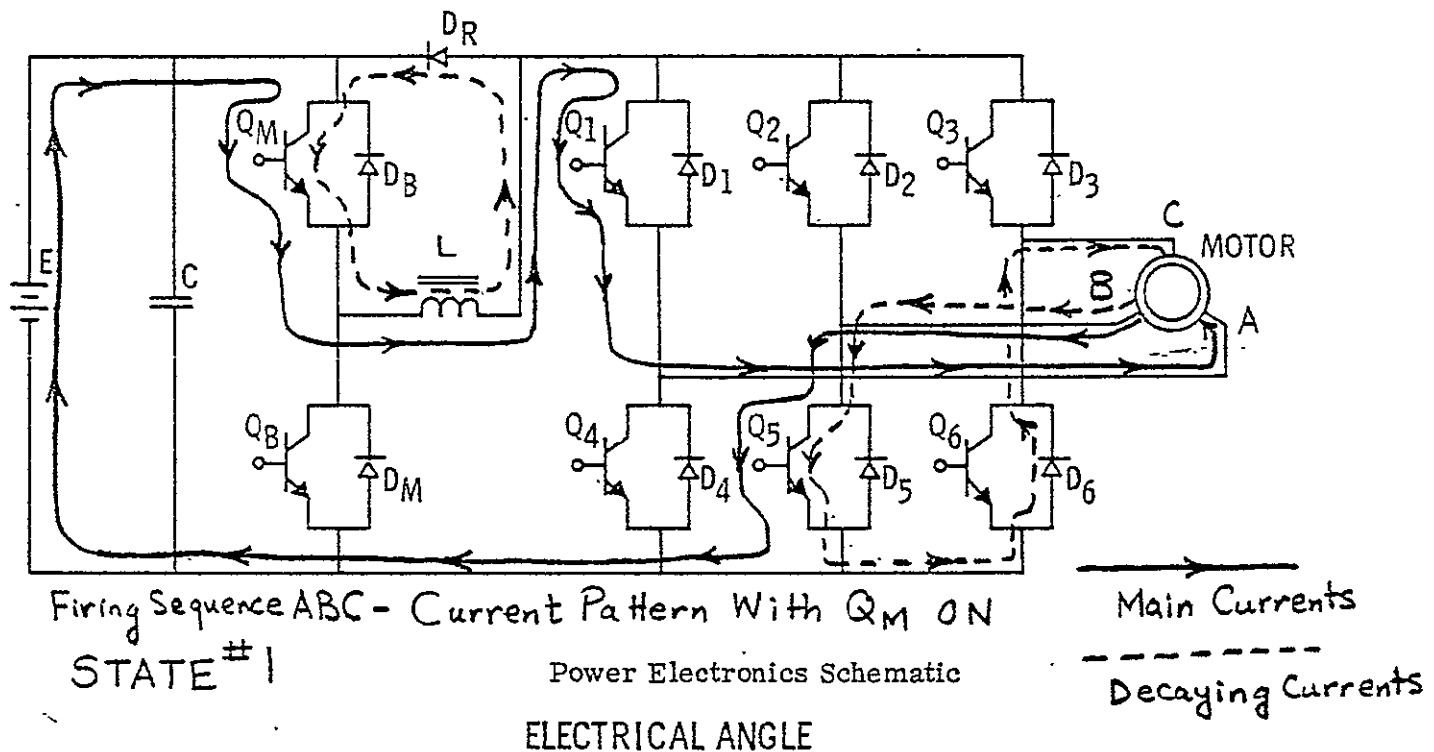 DR
QM
Q1
Q2
Q3
DB
D1
D2
D3
C
MOTOR
E
C
L
B
A
QB
Q4
Q5
Q6
DM
D4
D5
D6
Firing Sequence ABC - Current Pattern With QM ON
Main Currents
STATE #1
Power Electronics Schematic
Decaying Currents
ELECTRICAL ANGLE